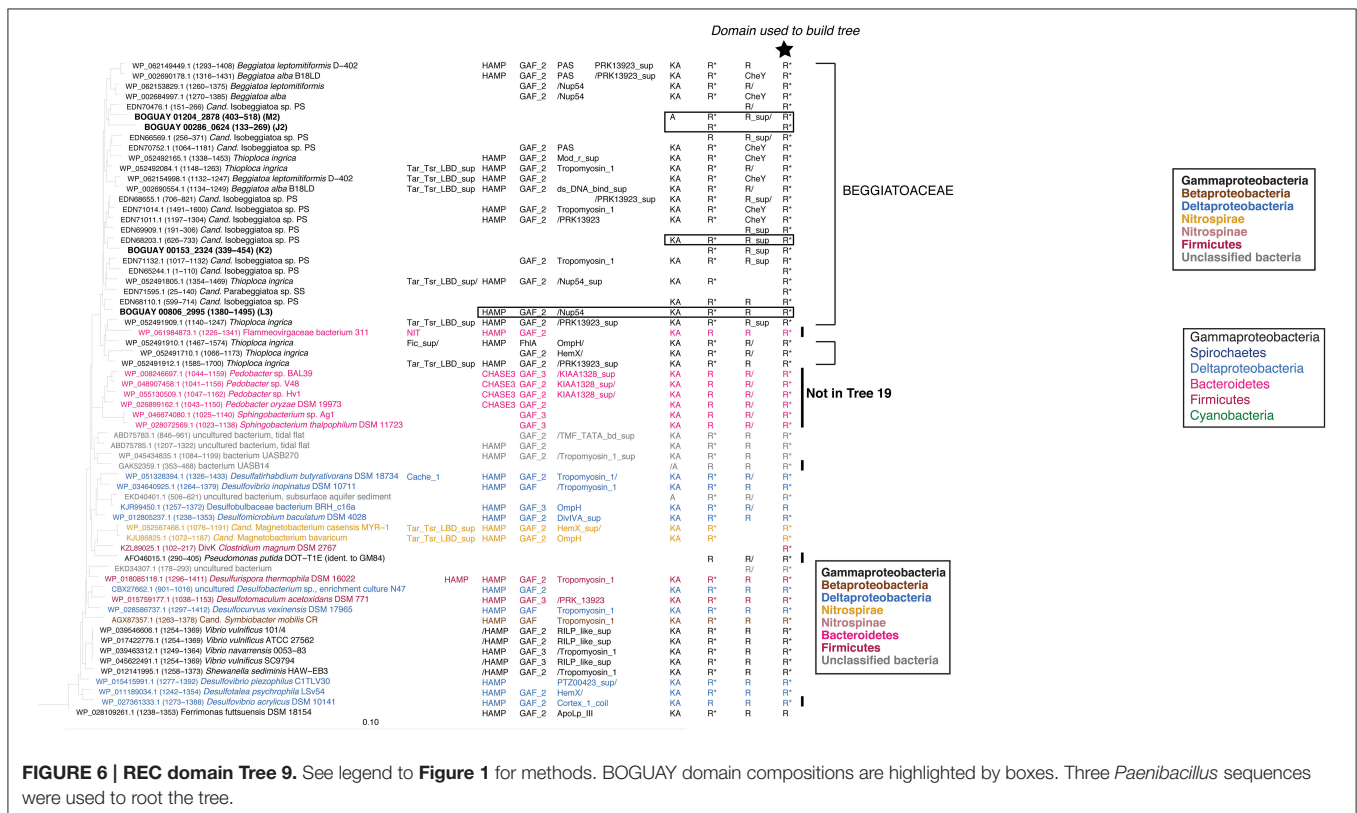 Domain used to build tree
WP_062149449.1 (1293−408) Beggiatoa leptomitiformis D−402 HAMP GAF_2 PAS PRK13923_sup KA R* R R*
WP_002690178.1 (1316−431) Beggiatoa alba B18LD HAMP GAF_2 PAS /PRK13923_sup KA R* CheY R*
WP_062153829.1 (1260−1375) Beggiatoa leptomitiformis GAF_2 /Nup54 KA R* R/ R*
WP_002684997.1 (1270−1385) Beggiatoa alba GAF_2 /Nup54 KA R* CheY R*
EDN70476.1 (151−266) Cand. Isobeggiatoa sp. PS R/ R*
BOGUAY 01204_2878 (403−518) (M2) A R* R_sup/ R*
BOGUAY 00286_0624 (133−269) (J2) R* R*
EDN66569.1 (256−371) Cand. Isobeggiatoa sp. PS R R_sup/ R*
EDN70752.1 (1064−1181) Cand. Isobeggiatoa sp. PS GAF_2 PAS KA R* CheY R*
WP_052492165.1 (1338−1453) Thioploca ingrica HAMP GAF_2 Mod_r_sup KA R* CheY R*
WP_052492084.1 (1148−1263) Thioploca ingrica Tar_Tsr_LBD_sup HAMP GAF_2 Tropomyosin_1 KA R* R/ R*
WP_062154998.1 (1132−1247) Beggiatoa leptomitiformis D−402 Tar_Tsr_LBD_sup HAMP GAF_2 KA R* CheY R*
WP_002690554.1 (1134−1249) Beggiatoa alba B18LD Tar_Tsr_LBD_sup HAMP GAF_2 ds_DNA_bind_sup KA R* R/ R*
BEGGIATOACEAE
EDN68655.1 (706−821) Cand. Isobeggiatoa sp. PS /PRK13923_sup KA R* R_sup/ R*
EDN71014.1 (1491−1600) Cand. Isobeggiatoa sp. PS HAMP GAF_2 Tropomyosin_1 KA R* CheY R*
EDN71011.1 (1197−1304) Cand. Isobeggiatoa sp. PS HAMP GAF_2 /PRK13923 KA R* CheY R*
EDN69909.1 (191−306) Cand. Isobeggiatoa sp. PS R_sup R*
EDN68203.1 (626−733) Cand. Isobeggiatoa sp. PS KA R* R_sup R*
BOGUAY 00153_2324 (339−454) (K2) R* R_sup R*
EDN71132.1 (1017−1132) Cand. Isobeggiatoa sp. PS GAF_2 Tropomyosin_1 KA R* R_sup R*
EDN65244.1 (1−110) Cand. Isobeggiatoa sp. PS R*
WP_052491805.1 (1354−1469) Thioploca ingrica Tar_Tsr_LBD_sup/ HAMP GAF_2 /Nup54_sup KA R* R/ R*
EDN71595.1 (25−140) Cand. Parabeggiatoa sp. SS R*
EDN68110.1 (599−714) Cand. Isobeggiatoa sp. PS KA R* R R*
BOGUAY 00806_2995 (1380−1495) (L3) HAMP GAF_2 /Nup54 KA R* R R*
WP_052491909.1 (1140−1247) Thioploca ingrica Tar_Tsr_LBD_sup HAMP GAF_2 /PRK13923_sup KA R* R_sup R*
WP_061984873.1 (1226−1341) Flammeovirgaceae bacterium 311 NIT HAMP GAF_2 KA R R R*
WP_052491910.1 (1467−1574) Thioploca ingrica Fic_sup/ HAMP FhlA OmpH/ KA R* R/ R*
WP_052491710.1 (1066−1173) Thioploca ingrica GAF_2 HemX/ KA R* R/ R*
WP_052491912.1 (1585−1700) Thioploca ingrica Tar_Tsr_LBD_sup HAMP GAF_2 /PRK13923_sup KA R* R/ R*
WP_008246697.1 (1044−1159) Pedobacter sp. BAL39 CHASE3 GAF_3 /KIAA1328_sup KA R R/ R*
WP_048907458.1 (1041−1156) Pedobacter sp. V48 CHASE3 GAF_2 KIAA1328_sup/ KA R R/ R*
WP_055130509.1 (1047−1162) Pedobacter sp. Hv1 CHASE3 GAF_2 KIAA1328_sup/ KA R R/ R*
Not in Tree 19
WP_026899162.1 (1043−1150) Pedobacter oryzae DSM 19973 CHASE3 GAF_2 KA R R/ R*
WP_046674080.1 (1025−1140) Sphingobacterium sp. Ag1 GAF_3 KA R R/ R*
WP_028072569.1 (1023−1138) Sphingobacterium thalpophilum DSM 11723 GAF_3 KA R R/ R*
ABD75783.1 (846−961) uncultured bacterium, tidal flat GAF_2 /TMF_TATA_bd_sup KA R R/ R*
ABD75785.1 (1207−1322) uncultured bacterium, tidal flat HAMP GAF_2 KA R* R/ R*
WP_045434835.1 (1084−1199) bacterium UASB270 HAMP GAF_2 /Tropomyosin_1_sup KA R* R/ R*
GAK52359.1 (353−468) bacterium UASB14 /A R R R*
WP_051328394.1 (1326−1433) Desulfatirhabdium butyrativorans DSM 18734 Cache_1 HAMP GAF_2 Tropomyosin_1/ KA R* R/ R*
WP_034640925.1 (1264−1379) Desulfovibrio inopinatus DSM 10711 HAMP GAF /Tropomyosin_1 KA R* R/ R*
EKD40401.1 (506−621) uncultured bacterium, subsurface aquifer sediment A R* R/ R*
KJR99450.1 (1257−1372) Desulfobulbaceae bacterium BRH_c16a HAMP GAF_3 OmpH KA R* R/ R
WP_012805237.1 (1238−1353) Desulfomicrobium baculatum DSM 4028 HAMP GAF_2 DivIVA_sup KA R* R R*
WP_052567468.1 (1076−1191) Cand. Magnetobacterium casensis MYR−1 Tar_Tsr_LBD_sup HAMP GAF_2 HemX_sup/ KA R* R*
KJU86825.1 (1072−1187) Cand. Magnetobacterium bavaricum Tar_Tsr_LBD_sup HAMP GAF_2 OmpH KA R* R*
KZL89025.1 (102−217) DivK Clostridium magnum DSM 2767 R*
AFO46015.1 (290−405) Pseudomonas putida DOT−T1E (ident. to GM84) R R/ R*
EKD34307.1 (178−293) uncultured bacterium R/ R*
WP_018085118.1 (1296−1411) Desulfurispora thermophila DSM 16022 HAMP HAMP GAF_2 Tropomyosin_1 KA R* R R*
CBX27662.1 (901−1016) uncultured Desulfobacterium sp., enrichment culture N47 HAMP GAF_2 KA R* R R*
WP_015759177.1 (1038−1153) Desulfotomaculum acetoxidans DSM 771 HAMP GAF_3 /PRK_13923 KA R* R R*
WP_028586737.1 (1297−1412) Desulfocurvus vexinensis DSM 17965 HAMP GAF Tropomyosin_1 KA R* R R*
AGX87357.1 (1263−1378) Cand. Symbiobacter mobilis CR HAMP GAF Tropomyosin_1 KA R* R R*
WP_039546606.1 (1254−1369) Vibrio vulnificus 101/4 /HAMP GAF_2 RILP_like_sup KA R* R/ R*
WP_017422776.1 (1254−1369) Vibrio vulnificus ATCC 27562 /HAMP GAF_2 RILP_like_sup KA R* R/ R*
WP_039463312.1 (1249−1364) Vibrio navarrensis 0053−83 /HAMP GAF_3 /Tropomyosin_1 KA R* R/ R*
WP_045622491.1 (1254−1369) Vibrio vulnificus SC9794 /HAMP GAF_3 RILP_like_sup KA R* R/ R*
WP_012141995.1 (1258−1373) Shewanella sediminis HAW−EB3 /HAMP GAF_2 /Tropomyosin_1 KA R* R/ R*
WP_015415991.1 (1277−1392) Desulfovibrio piezophilus C1TLV30 HAMP PTZ00423_sup/ KA R* R/ R*
WP_011189034.1 (1242−1354) Desulfotalea psychrophila LSv54 HAMP GAF_2 HemX/ KA R* R/ R*
WP_027361333.1 (1273−1388) Desulfovibrio acrylicus DSM 10141 HAMP GAF_2 Cortex_1_coil KA R* R/ R*
WP_028109261.1 (1238−1353) Ferrimonas futtsuensis DSM 18154 HAMP GAF_2 ApoLp_III KA R* R R
0.10
Gammaproteobacteria
Betaproteobacteria
Deltaproteobacteria
Nitrospirae
Nitrospinae
Firmicutes
Unclassified bacteria
Gammaproteobacteria
Spirochaetes
Deltaproteobacteria
Bacteroidetes
Firmicutes
Cyanobacteria
Gammaproteobacteria
Betaproteobacteria
Deltaproteobacteria
Nitrospirae
Nitrospinae
Bacteroidetes
Firmicutes
Unclassified bacteria
FIGURE 6 | REC domain Tree 9. See legend to Figure 1 for methods. BOGUAY domain compositions are highlighted by boxes. Three Paenibacillus sequences
were used to root the tree.